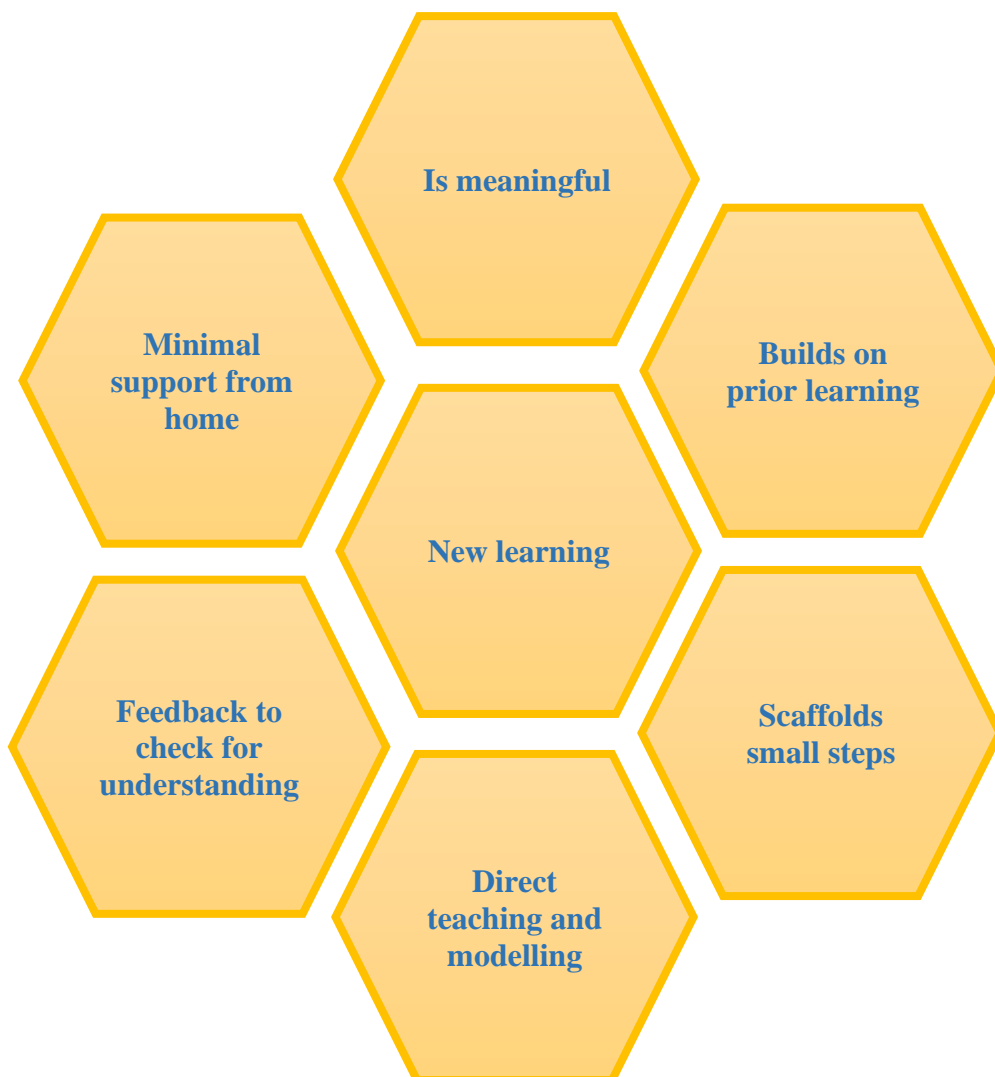 Is meaningful
Builds on
prior learning
Minimal
support from
home
New learning
Scaffolds
small steps
Feedback to
check for
understanding
Direct
teaching and
modelling